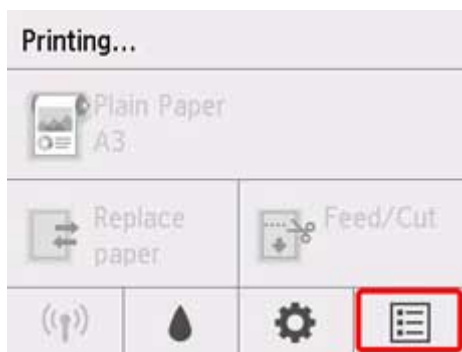 Printing...
Plain Paper
A3
Replace
paper
Feed/Cut